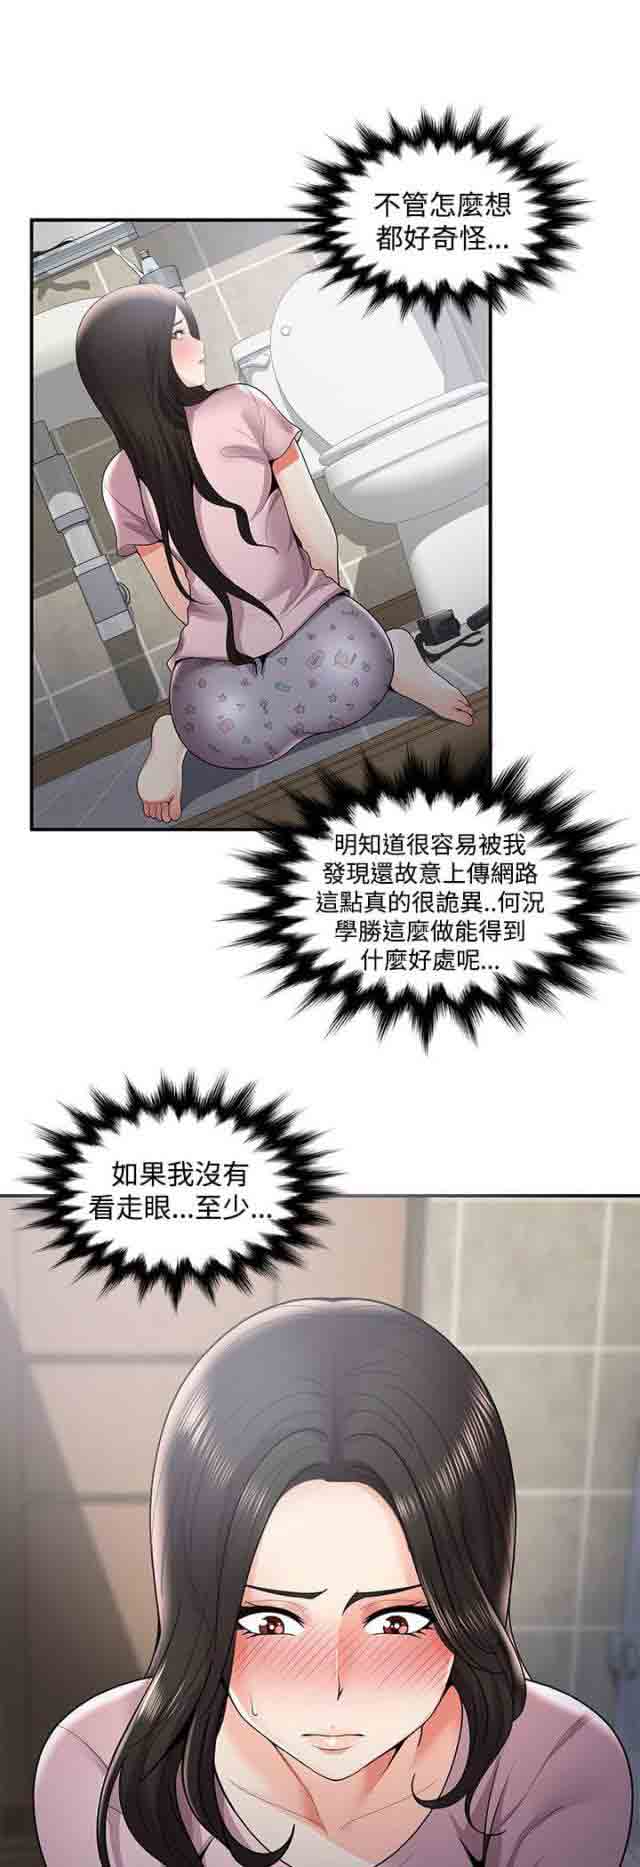 不管怎麼想
都好奇怪...
明知道很容易被我
發現還故意上傳網路
這點真的很詭異..何況
學勝這麼做能得到
什麼好處呢...
如果我沒有
看走眼...至少...